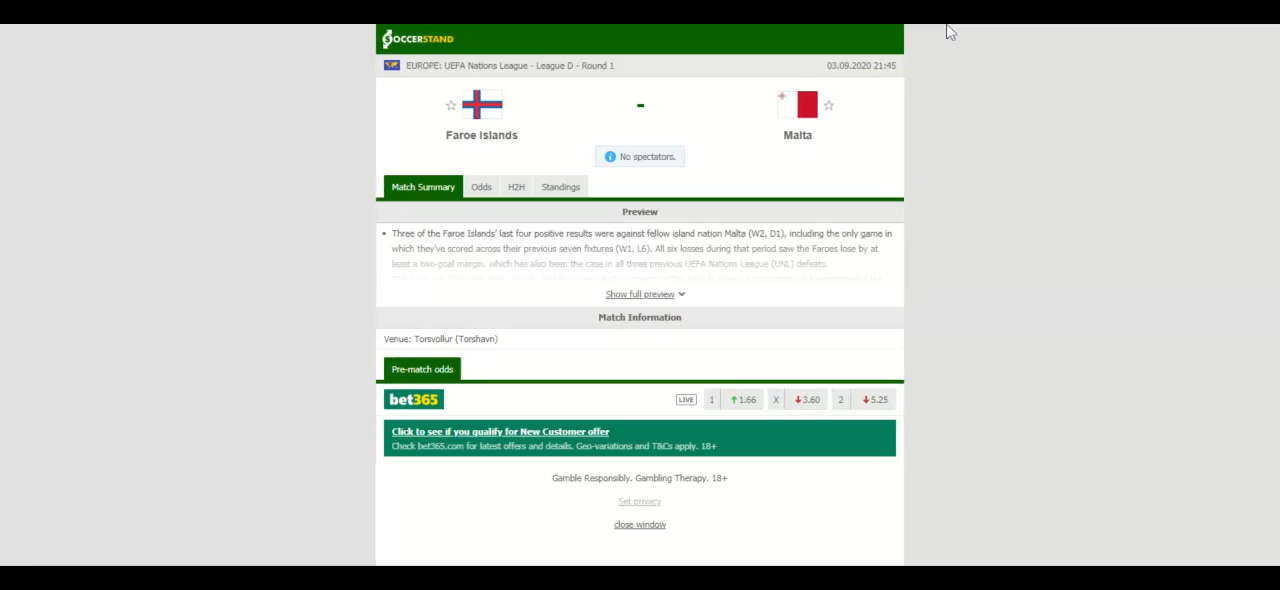 SOCCERSTAND
EUROPE: UEFA Nations League - League D - Round 1
03.09.2020 21:45
-
Faroe Islands
Malta
No spectators.
Match Summary
Odds
H2H
Standings
Preview
Three of the Faroe Islands' last four positive results were against fellow island nation Malta (W2, D1), including the only game in
which they've scored across their previous seven fixtures (W1, L6). All six losses during that period saw the Faroes lose by at
least a two-goal margin, which has also been the case in all three previous UEFA Nations League (UNL) defeats.
Show full preview
Match Information
Venue: Torsvollur (Torshavn)
Pre-match odds
bet365
LIVE
1
1.66
X
3.60
2
5.25
Click to see if you qualify for New Customer offer
Check bet365.com for latest offers and details. Geo-variations and T&Cs apply. 18+
Gamble Responsibly. Gambling Therapy. 18+
Set privacy
close window